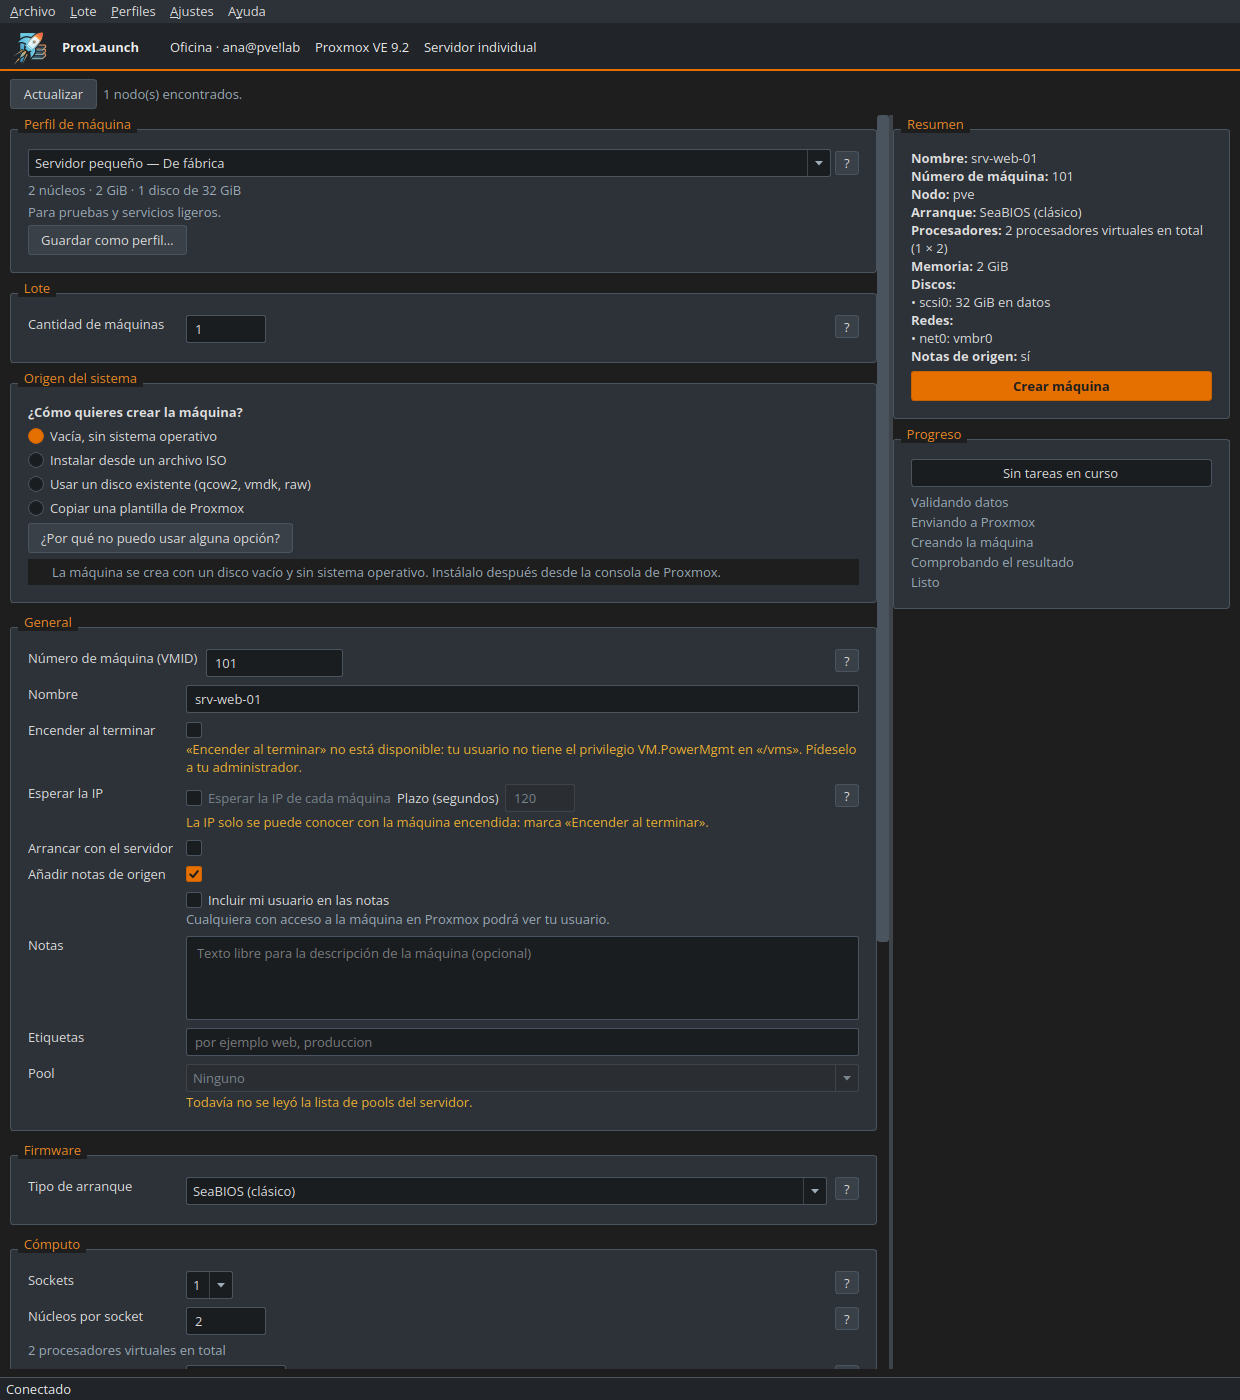 Archivo Lote Perfiles Ajustes Ayuda
ProxLaunch Oficina · ana@pve!lab Proxmox VE 9.2 Servidor individual
Actualizar 1 nodo(s) encontrados.
Perfil de máquina
Servidor pequeño — De fábrica ?
2 núcleos · 2 GiB · 1 disco de 32 GiB
Para pruebas y servicios ligeros.
Guardar como perfil...
Lote
Cantidad de máquinas 1 ?
Origen del sistema
¿Cómo quieres crear la máquina?
Vacía, sin sistema operativo
Instalar desde un archivo ISO
Usar un disco existente (qcow2, vmdk, raw)
Copiar una plantilla de Proxmox
¿Por qué no puedo usar alguna opción?
La máquina se crea con un disco vacío y sin sistema operativo. Instálalo después desde la consola de Proxmox.
General
Número de máquina (VMID) 101 ?
Nombre srv-web-01
Encender al terminar
«Encender al terminar» no está disponible: tu usuario no tiene el privilegio VM.PowerMgmt en «/vms». Pídeselo
a tu administrador.
Esperar la IP Esperar la IP de cada máquina Plazo (segundos) 120 ?
La IP solo se puede conocer con la máquina encendida: marca «Encender al terminar».
Arrancar con el servidor
Añadir notas de origen
Incluir mi usuario en las notas
Cualquiera con acceso a la máquina en Proxmox podrá ver tu usuario.
Notas Texto libre para la descripción de la máquina (opcional)
Etiquetas por ejemplo web, produccion
Pool Ninguno
Todavía no se leyó la lista de pools del servidor.
Firmware
Tipo de arranque SeaBIOS (clásico) ?
Cómputo
Sockets 1 ?
Núcleos por socket 2 ?
2 procesadores virtuales en total
Resumen
Nombre: srv-web-01
Número de máquina: 101
Nodo: pve
Arranque: SeaBIOS (clásico)
Procesadores: 2 procesadores virtuales en total
(1 × 2)
Memoria: 2 GiB
Discos:
• scsi0: 32 GiB en datos
Redes:
• net0: vmbr0
Notas de origen: sí
Crear máquina
Progreso
Sin tareas en curso
Validando datos
Enviando a Proxmox
Creando la máquina
Comprobando el resultado
Listo
Conectado